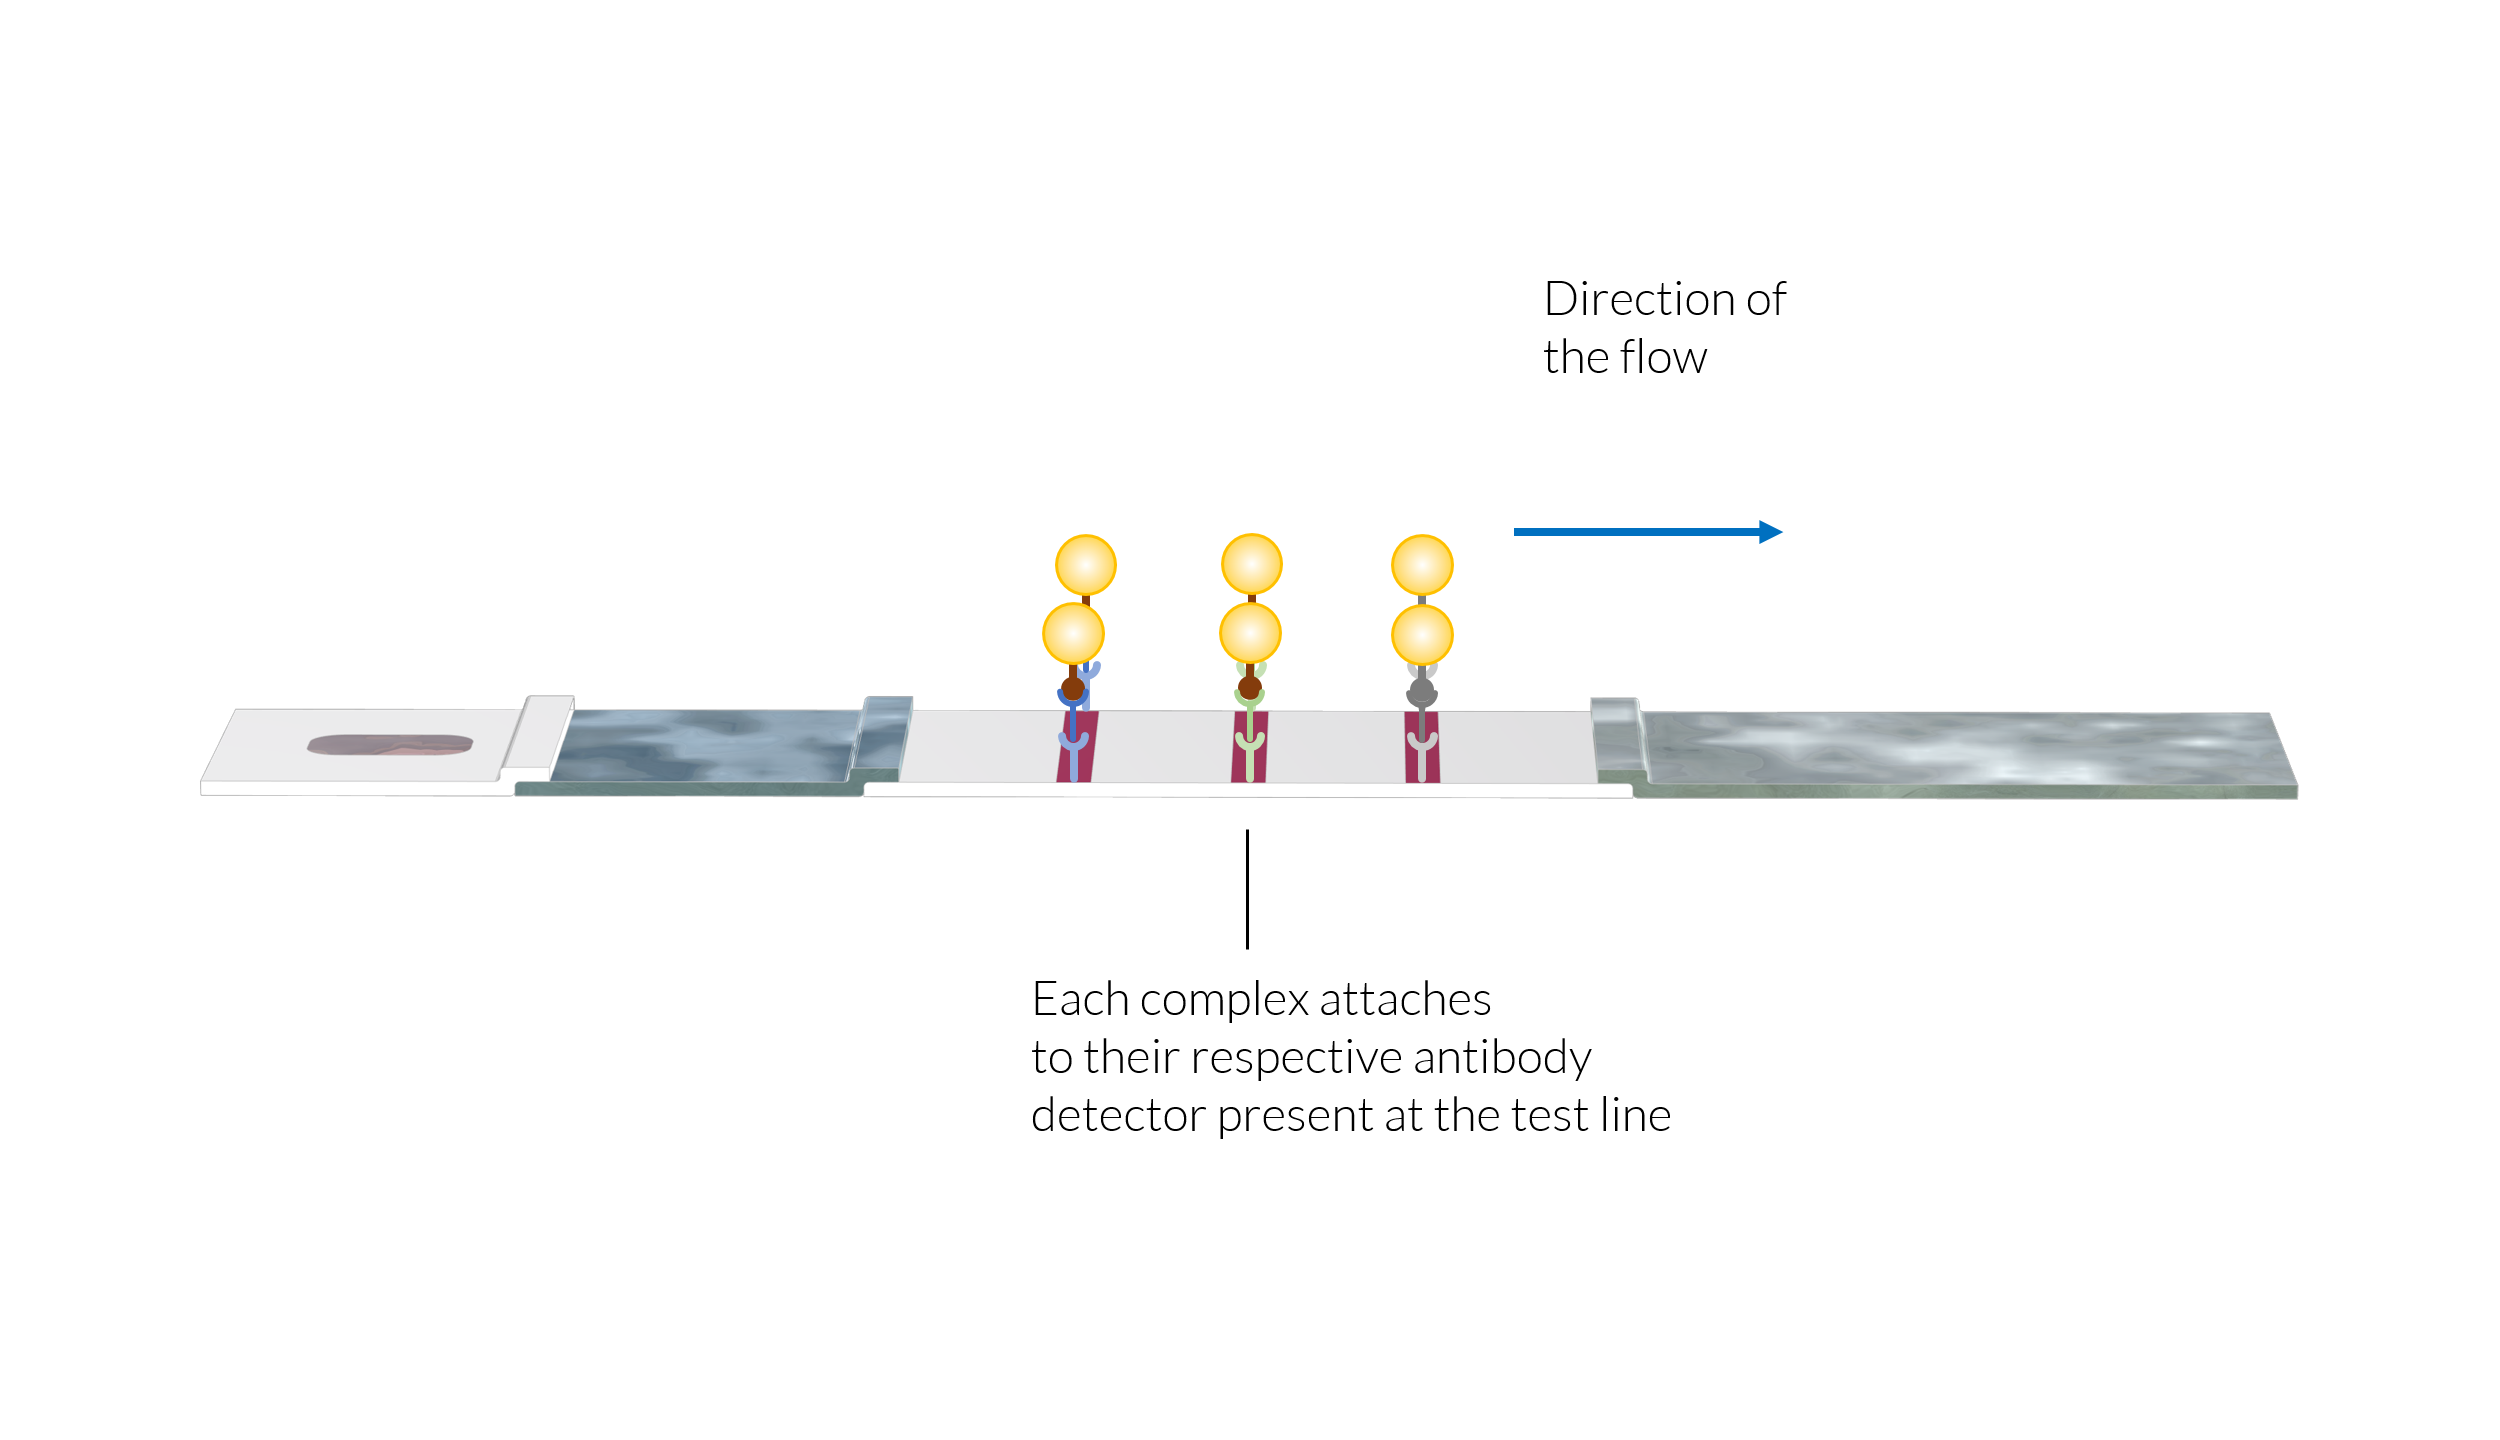 Direction of
the flow
Each complex attaches
to their respective antibody
detector present at the test line